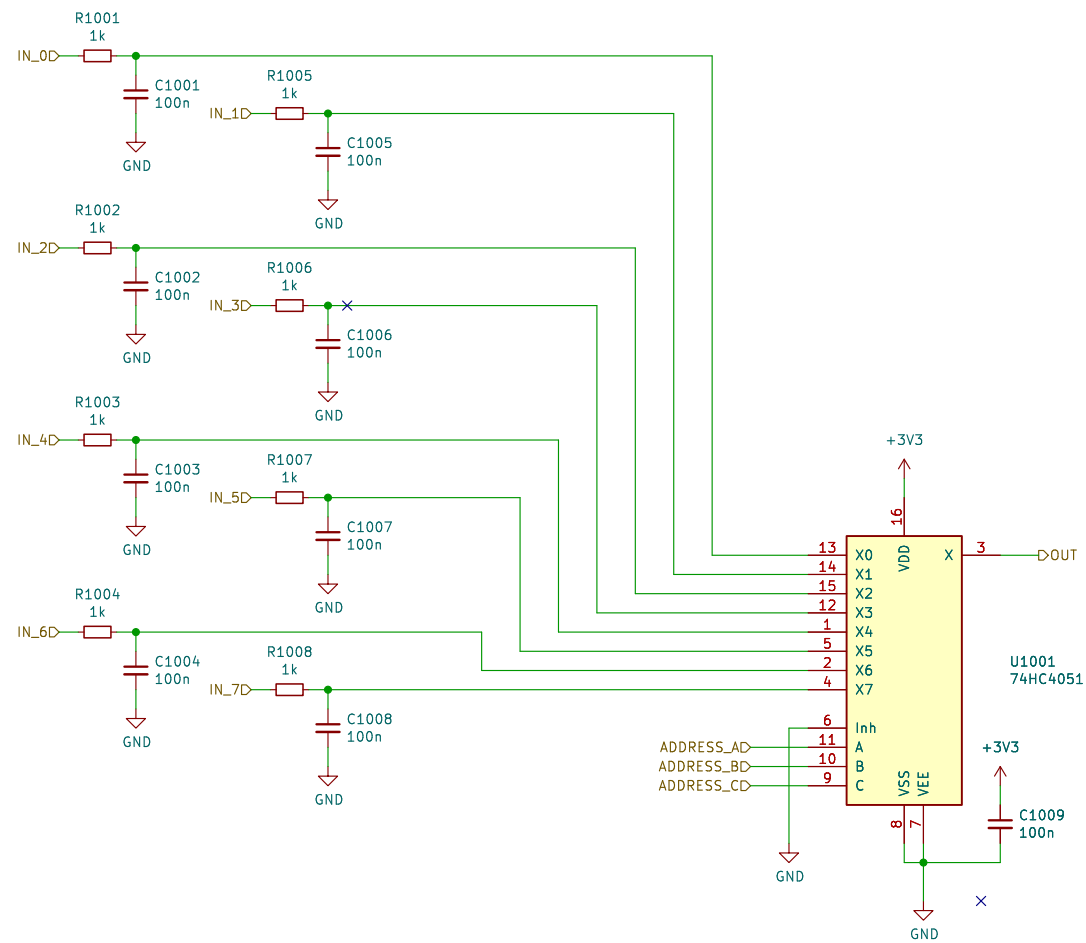 R1001
1k
IN_0
C1001
100n
GND
R1005
1k
IN_1
C1005
100n
GND
R1002
1k
IN_2
C1002
100n
GND
R1006
1k
IN_3
C1006
100n
GND
R1003
1k
IN_4
C1003
100n
GND
R1007
1k
IN_5
C1007
100n
GND
R1004
1k
IN_6
C1004
100n
GND
R1008
1k
IN_7
C1008
100n
GND
+3V3
16
VDD
13 X0
14 X1
15 X2
12 X3
1 X4
5 X5
2 X6
4 X7
6 Inh
ADDRESS_A 11 A
ADDRESS_B 10 B
ADDRESS_C 9 C
X 3 OUT
U1001
74HC4051
VSS
VEE
8
7
GND
+3V3
C1009
100n
GND